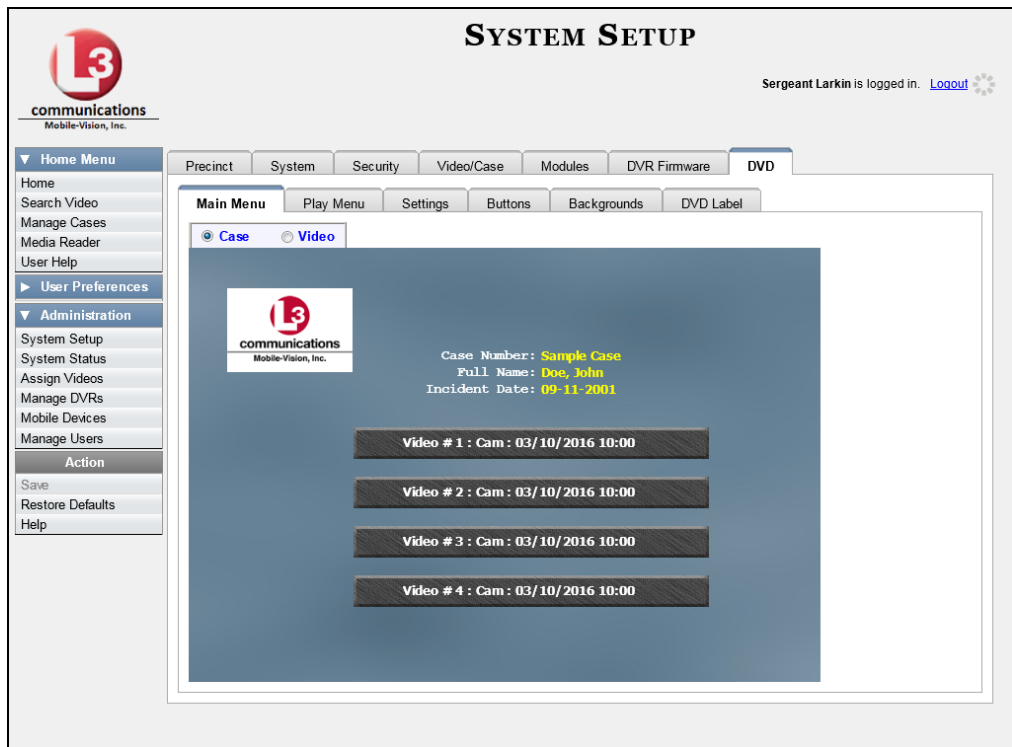 SYSTEM SETUP
L3
communications
Mobile-Vision, Inc.
Sergeant Larkin is logged in. Logout
▼ Home Menu
Home
Search Video
Manage Cases
Media Reader
User Help
▶ User Preferences
▼ Administration
System Setup
System Status
Assign Videos
Manage DVRs
Mobile Devices
Manage Users
Action
Save
Restore Defaults
Help
Precinct System Security Video/Case Modules DVR Firmware DVD
Main Menu Play Menu Settings Buttons Backgrounds DVD Label
Case Video
L3
communications
Mobile-Vision, Inc.
Case Number: Sample Case
Full Name: Doe, John
Incident Date: 09-11-2001
Video # 1 : Cam : 03/10/2016 10:00
Video # 2 : Cam : 03/10/2016 10:00
Video # 3 : Cam : 03/10/2016 10:00
Video # 4 : Cam : 03/10/2016 10:00